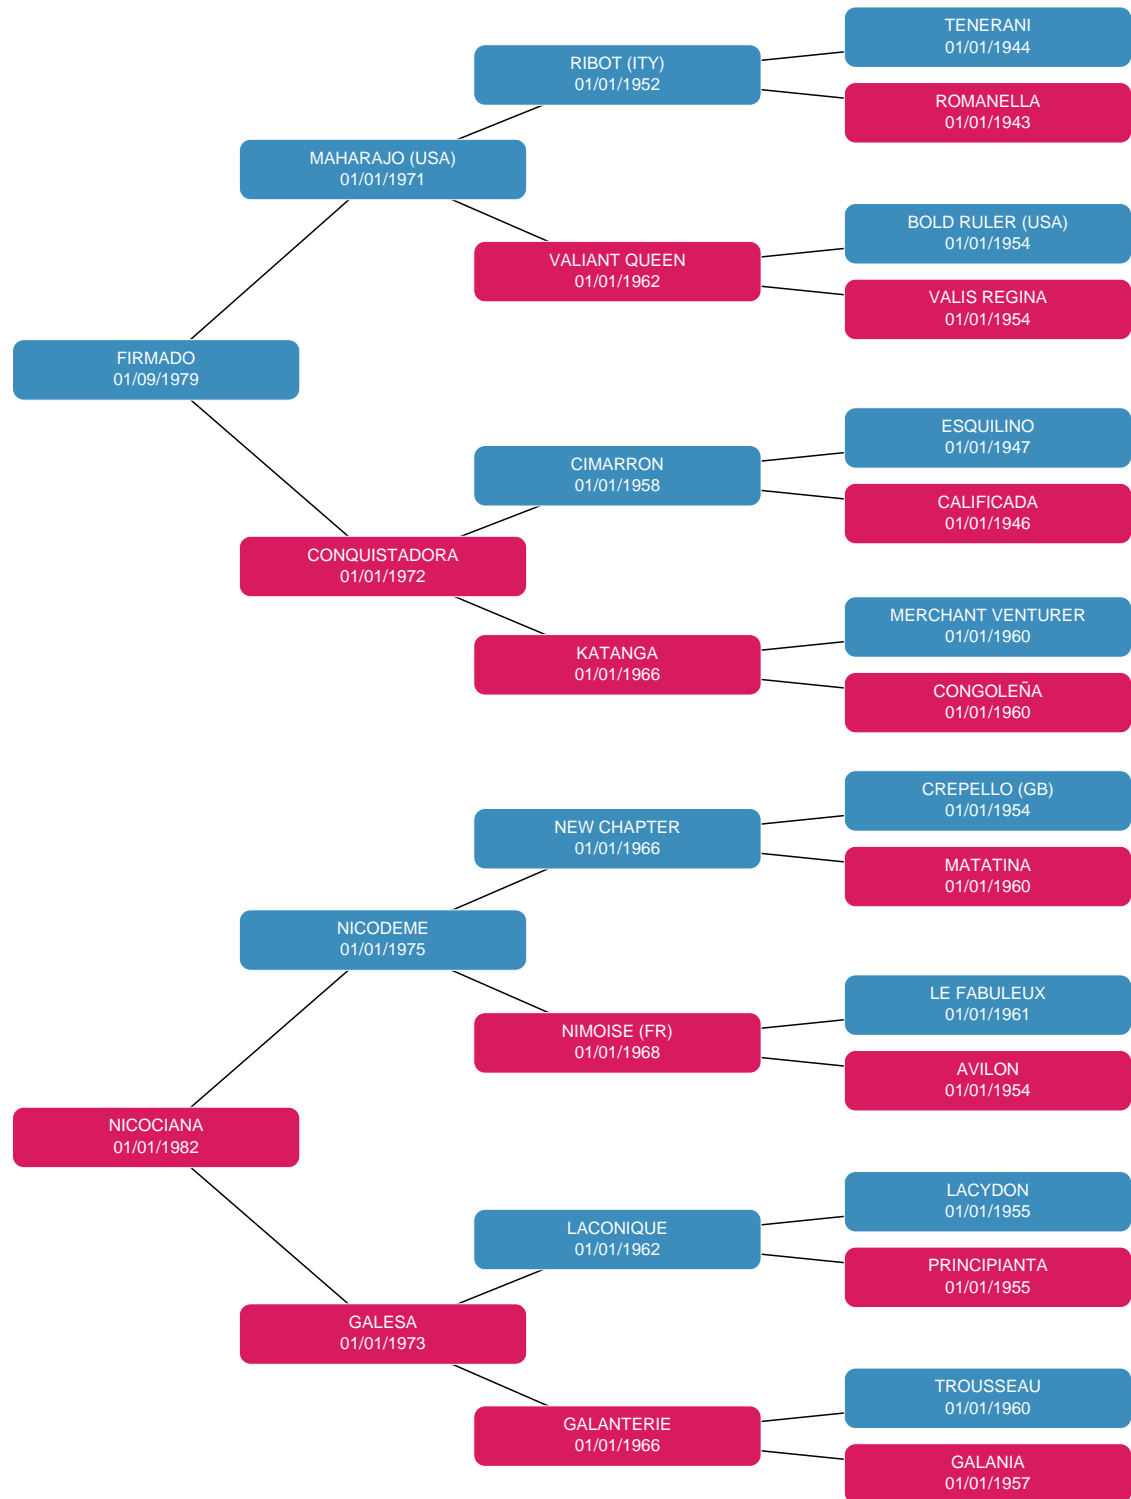 TENERANI
01/01/1944
RIBOT (ITY)
01/01/1952
ROMANELLA
01/01/1943
MAHARAJO (USA)
01/01/1971
BOLD RULER (USA)
01/01/1954
VALIANT QUEEN
01/01/1962
VALIS REGINA
01/01/1954
FIRMADO
01/09/1979
ESQUILINO
01/01/1947
CIMARRON
01/01/1958
CALIFICADA
01/01/1946
CONQUISTADORA
01/01/1972
MERCHANT VENTURER
01/01/1960
KATANGA
01/01/1966
CONGOLEÑA
01/01/1960
CREPELLO (GB)
01/01/1954
NEW CHAPTER
01/01/1966
MATATINA
01/01/1960
NICODEME
01/01/1975
LE FABULEUX
01/01/1961
NIMOISE (FR)
01/01/1968
AVILON
01/01/1954
NICOCIANA
01/01/1982
LACYDON
01/01/1955
LACONIQUE
01/01/1962
PRINCIPIANTA
01/01/1955
GALESA
01/01/1973
TROUSSEAU
01/01/1960
GALANTERIE
01/01/1966
GALANIA
01/01/1957